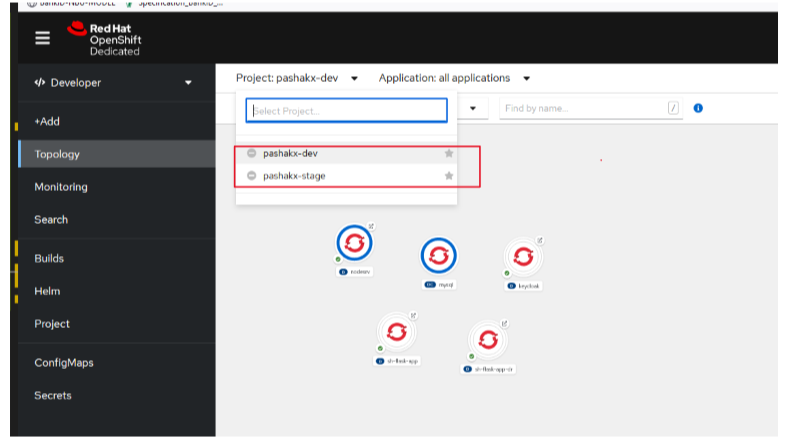 Red Hat
OpenShift
Dedicated
</> Developer
Project: pashakx-dev
Application: all applications
Select Project...
Find by name...
/
+Add
Topology
pashakx-dev
pashakx-stage
Monitoring
Search
Builds
Helm
Project
ConfigMaps
Secrets
D nodeinv
DC mysql
D keycloak
D sh-flask-app
D sh-flask-app-dr